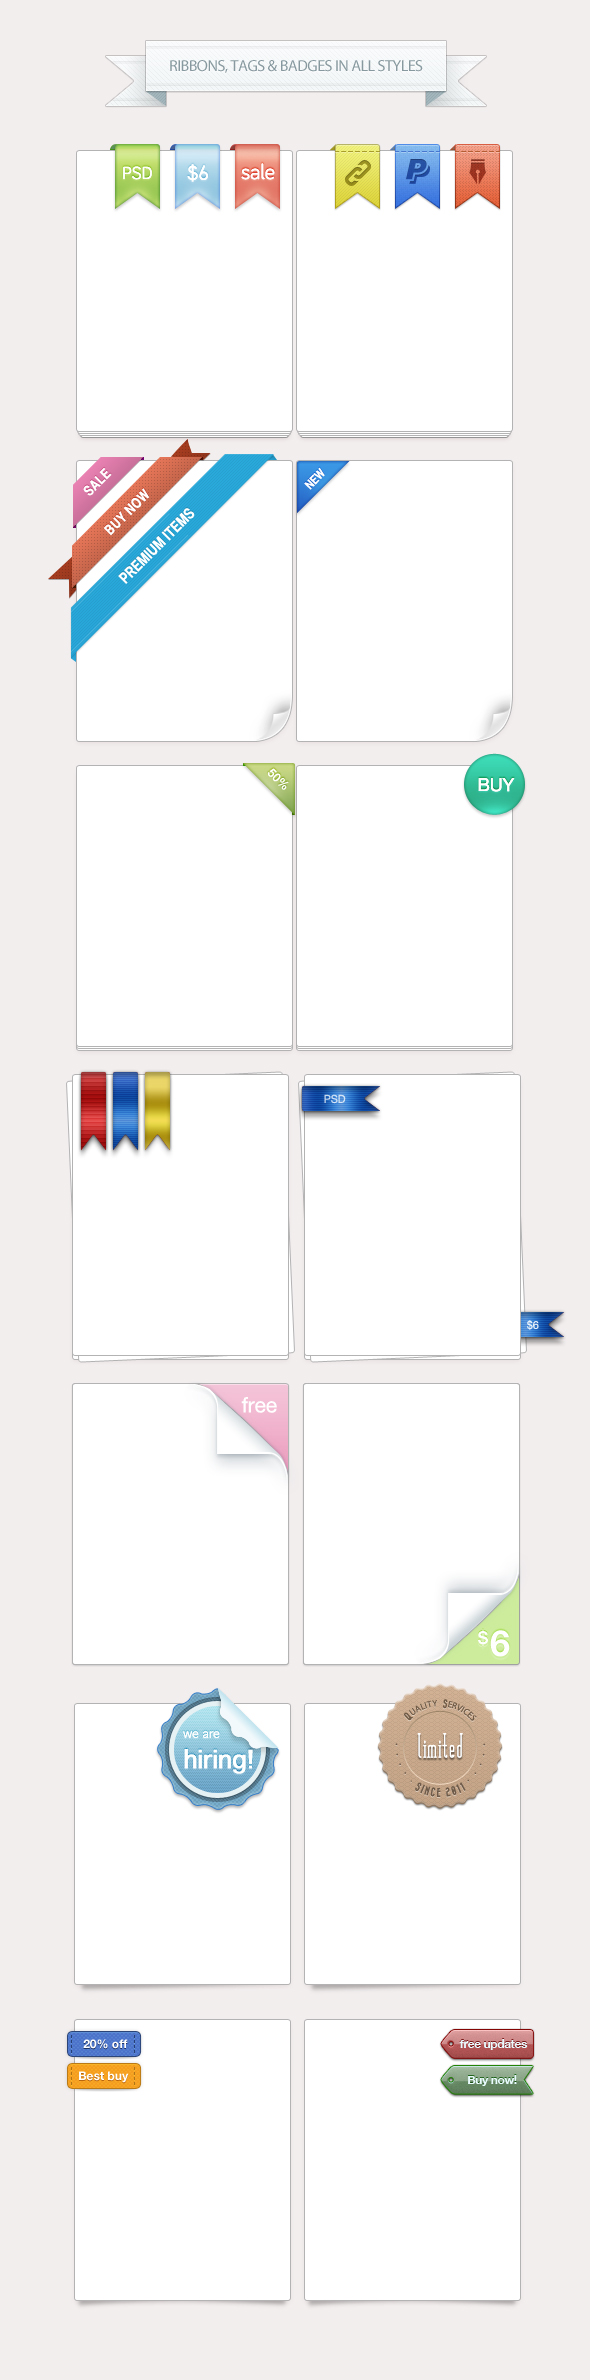 RIBBONS, TAGS & BADGES IN ALL STYLES
PSD
$6
sale
SALE
BUY NOW
PREMIUM ITEMS
NEW
50%
BUY
PSD
$6
free
$6
we are
hiring!
QUALITY SERVICES
limited
SINCE 2011
20% off
Best buy
free updates
Buy now!